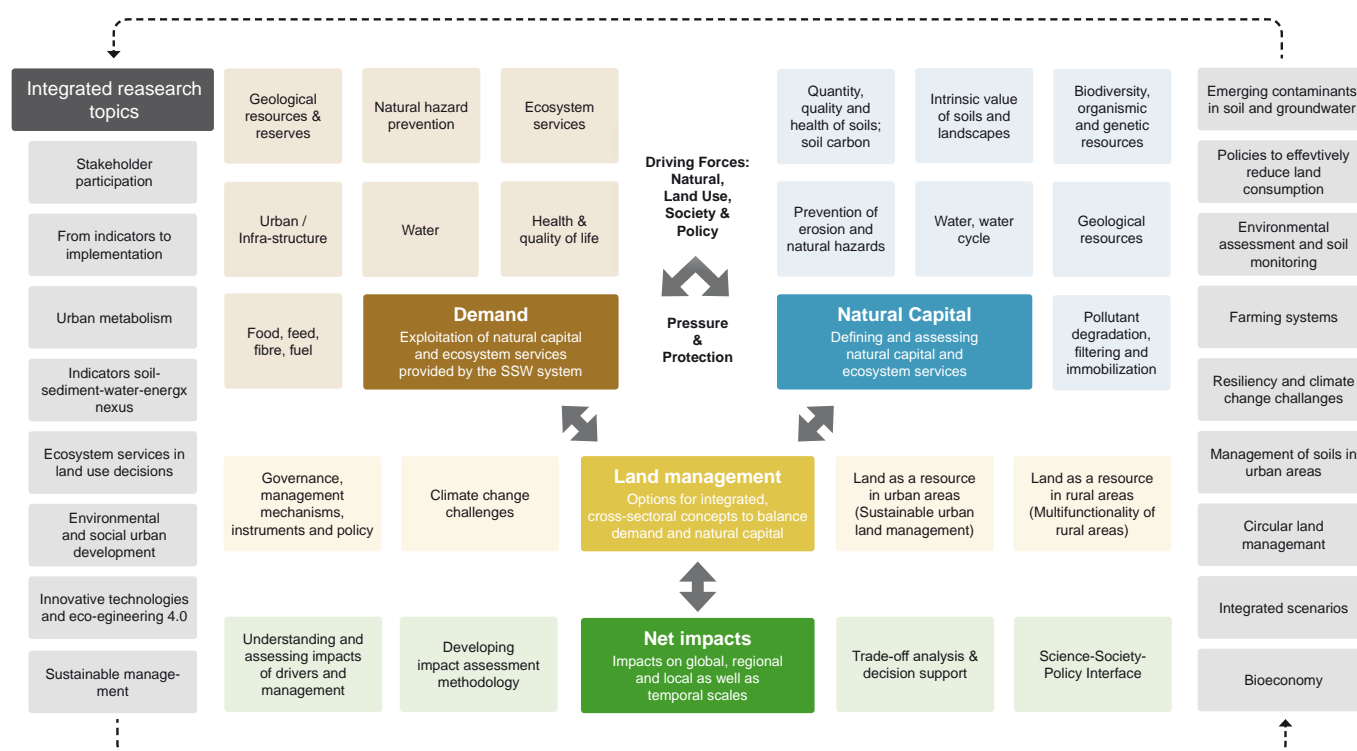 Integrated reasearch
topics
Stakeholder
participation
From indicators to
implementation
Urban metabolism
Indicators soil-
sediment-water-energx
nexus
Ecosystem services in
land use decisions
Environmental
and social urban
development
Innovative technologies
and eco-egineering 4.0
Sustainable manage-
ment
Geological
resources &
reserves
Natural hazard
prevention
Ecosystem
services
Urban /
Infra-structure
Water
Health &
quality of life
Food, feed,
fibre, fuel
Demand
Exploitation of natural capital
and ecosystem services
provided by the SSW system
Driving Forces:
Natural,
Land Use,
Society &
Policy
Pressure
&
Protection
Quantity,
quality and
health of soils;
soil carbon
Intrinsic value
of soils and
landscapes
Biodiversity,
organismic
and genetic
resources
Prevention of
erosion and
natural hazards
Water, water
cycle
Geological
resources
Natural Capital
Defining and assessing
natural capital and
ecosystem services
Pollutant
degradation,
filtering and
immobilization
Governance,
management
mechanisms,
instruments and policy
Climate change
challenges
Land management
Options for integrated,
cross-sectoral concepts to balance
demand and natural capital
Land as a resource
in urban areas
(Sustainable urban
land management)
Land as a resource
in rural areas
(Multifunctionality of
rural areas)
Understanding and
assessing impacts
of drivers and
management
Developing
impact assessment
methodology
Net impacts
Impacts on global, regional
and local as well as
temporal scales
Trade-off analysis &
decision support
Science-Society-
Policy Interface
Emerging contaminants
in soil and groundwater
Policies to effevtively
reduce land
consumption
Environmental
assessment and soil
monitoring
Farming systems
Resiliency and climate
change challanges
Management of soils in
urban areas
Circular land
managemant
Integrated scenarios
Bioeconomy